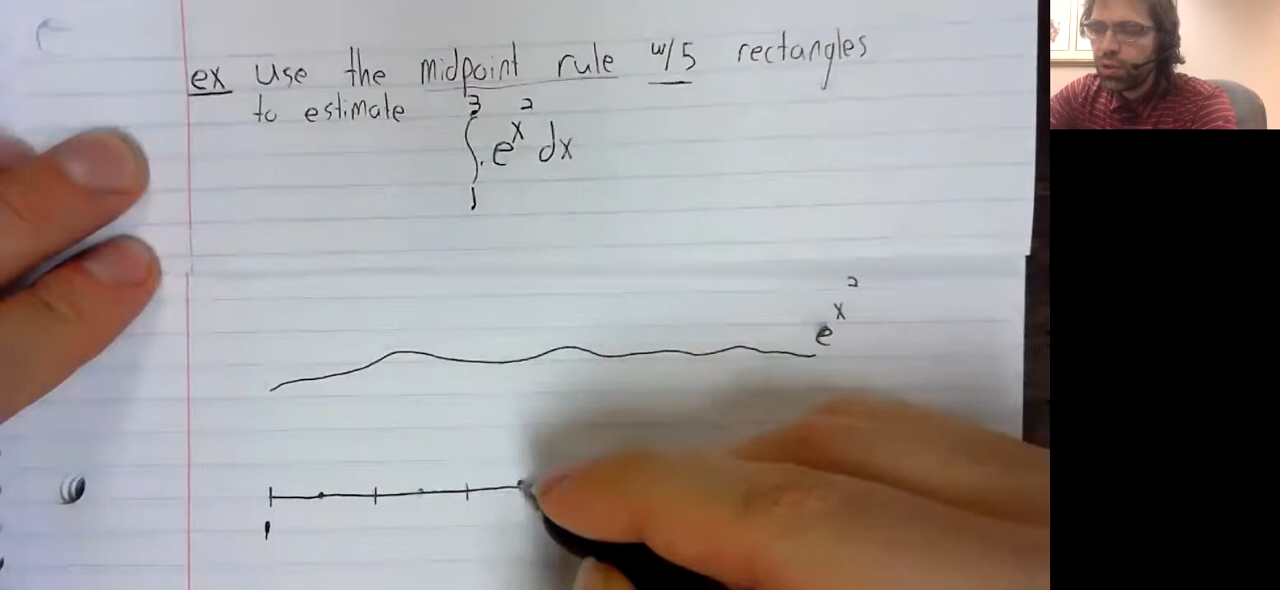 ex Use the midpoint rule w/5 rectangles
to estimate ∫₁³ e^x² dx
e^x²
1